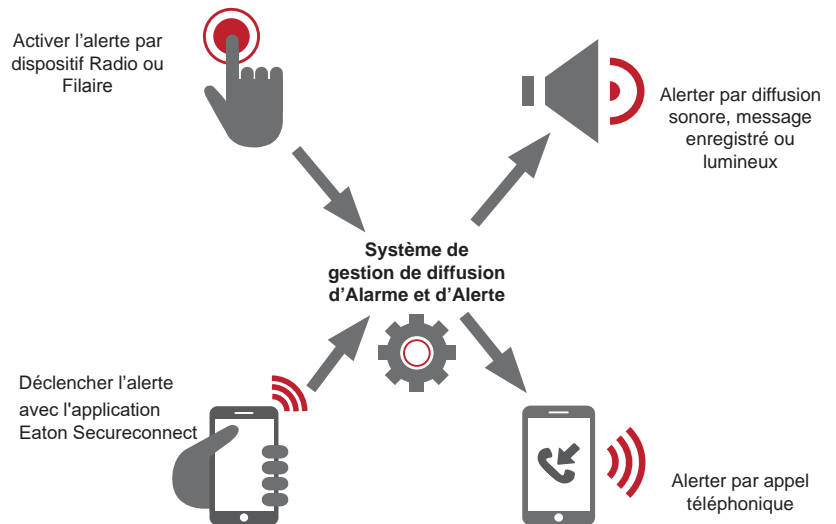 Activer l’alerte par
dispositif Radio ou
Filaire
Alerter par diffusion
sonore, message
enregistré ou
lumineux
Système de
gestion de diffusion
d’Alarme et d’Alerte
Déclencher l’alerte
avec l'application
Eaton Secureconnect
Alerter par appel
téléphonique